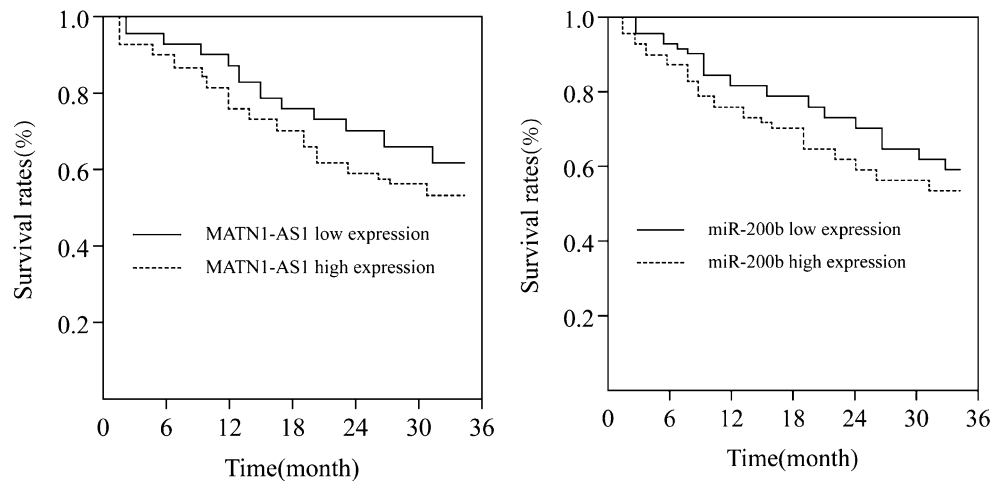 Survival rates(%)
1.0
0.8
0.6
0.4
0.2
MATN1-AS1 low expression
MATN1-AS1 high expression
0 6 12 18 24 30 36
Time(month)
Survival rates(%)
1.0
0.8
0.6
0.4
0.2
miR-200b low expression
miR-200b high expression
0 6 12 18 24 30 36
Time(month)